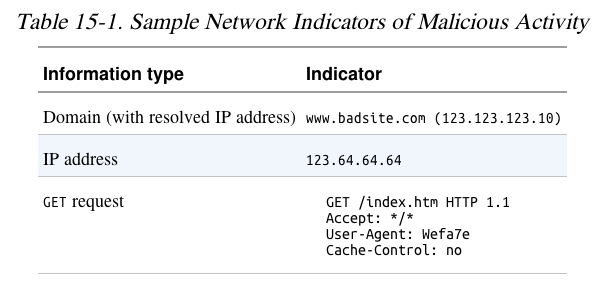 Table 15-1. Sample Network Indicators of Malicious Activity
Information type Indicator
Domain (with resolved IP address) www.badsite.com (123.123.123.10)
IP address 123.64.64.64
GET request GET /index.htm HTTP 1.1
Accept: */*
User-Agent: Wefa7e
Cache-Control: no